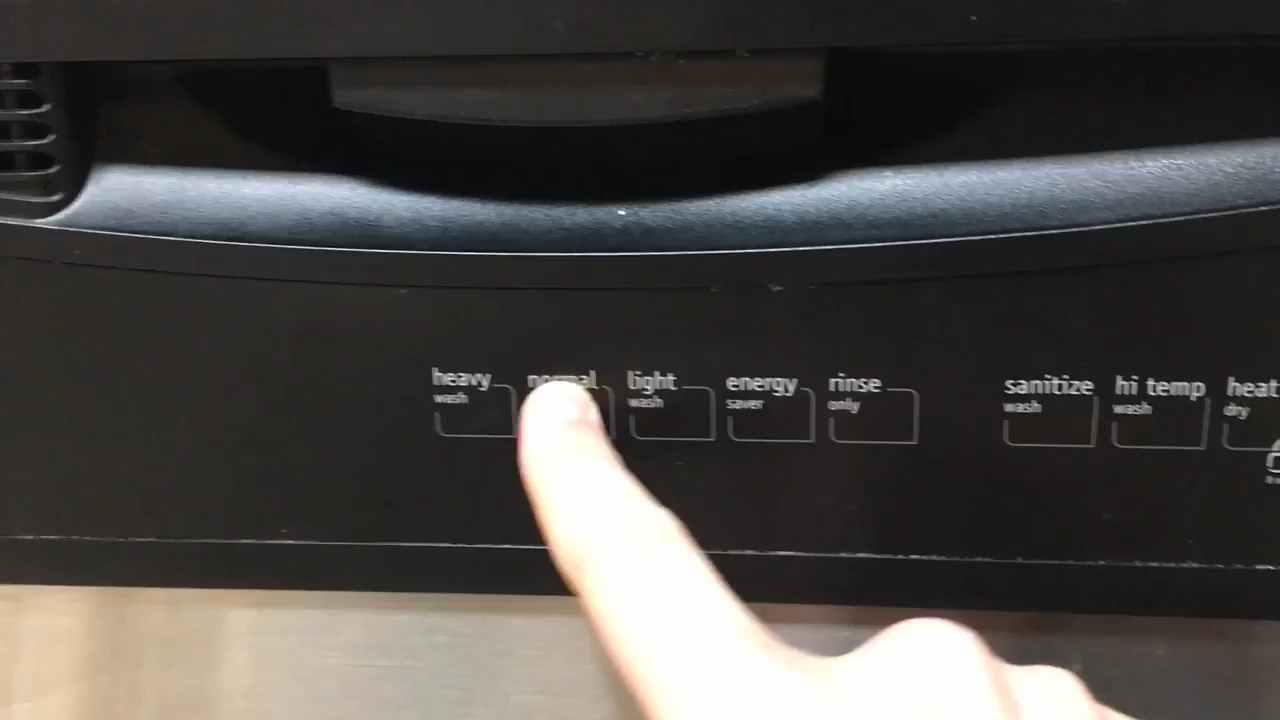 heavy
wash
normal
light
wash
energy
saver
rinse
only
sanitize
wash
hi temp
wash
heat
dry